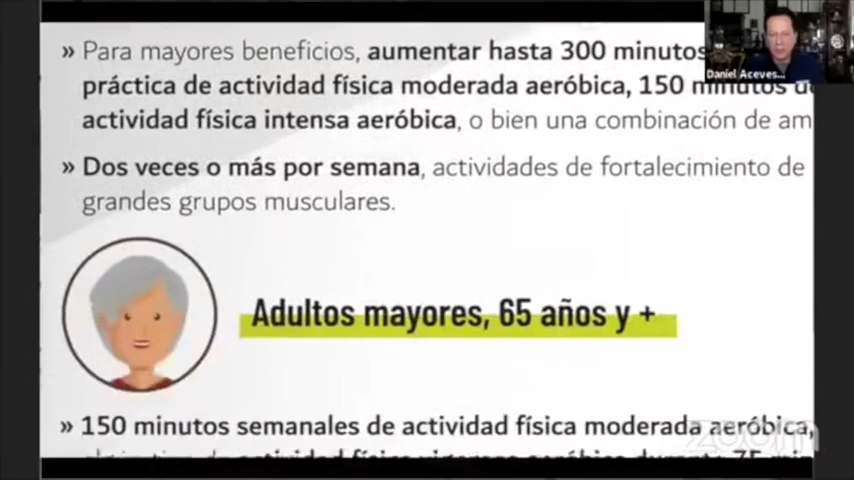 » Para mayores beneficios, aumentar hasta 300 minutos
práctica de actividad física moderada aeróbica, 150 minutos
actividad física intensa aeróbica, o bien una combinación de am
» Dos veces o más por semana, actividades de fortalecimiento de
grandes grupos musculares.
Adultos mayores, 65 años y +
» 150 minutos semanales de actividad física moderada aeróbica,
Daniel Aceves...
zoom